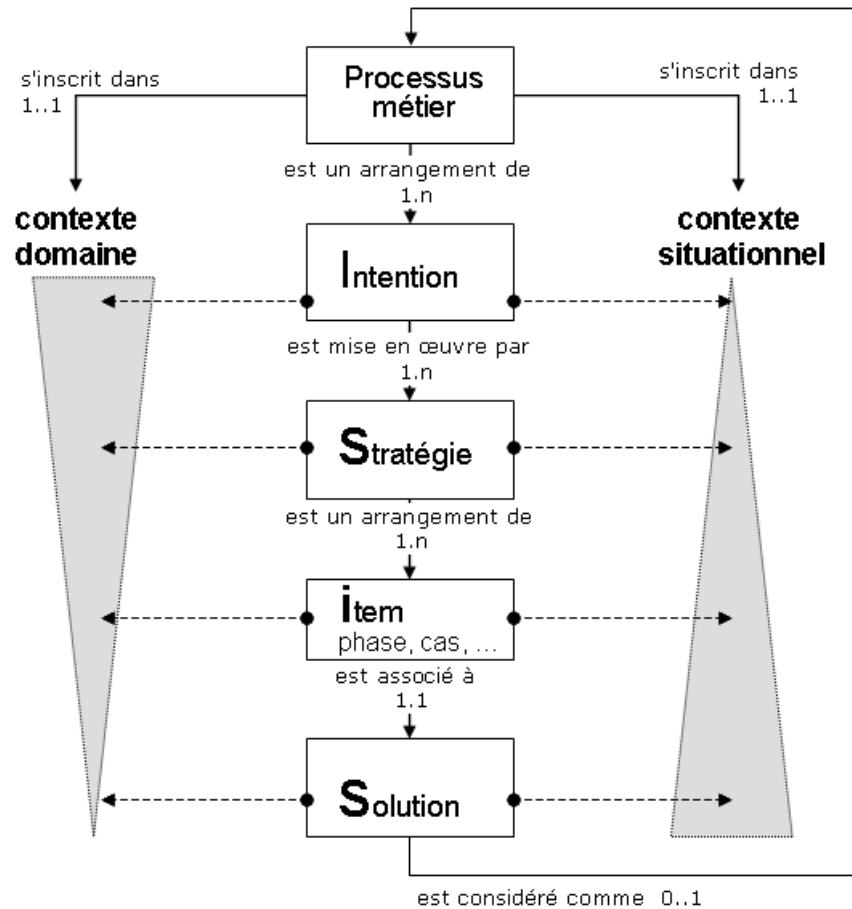 Processus
métier
s'inscrit dans
1..1
s'inscrit dans
1..1
est un arrangement de
1.n
contexte
domaine
contexte
situationnel
Intention
est mise en œuvre par
1.n
Stratégie
est un arrangement de
1.n
item
phase, cas, ...
est associé à
1.1
Solution
est considéré comme 0..1